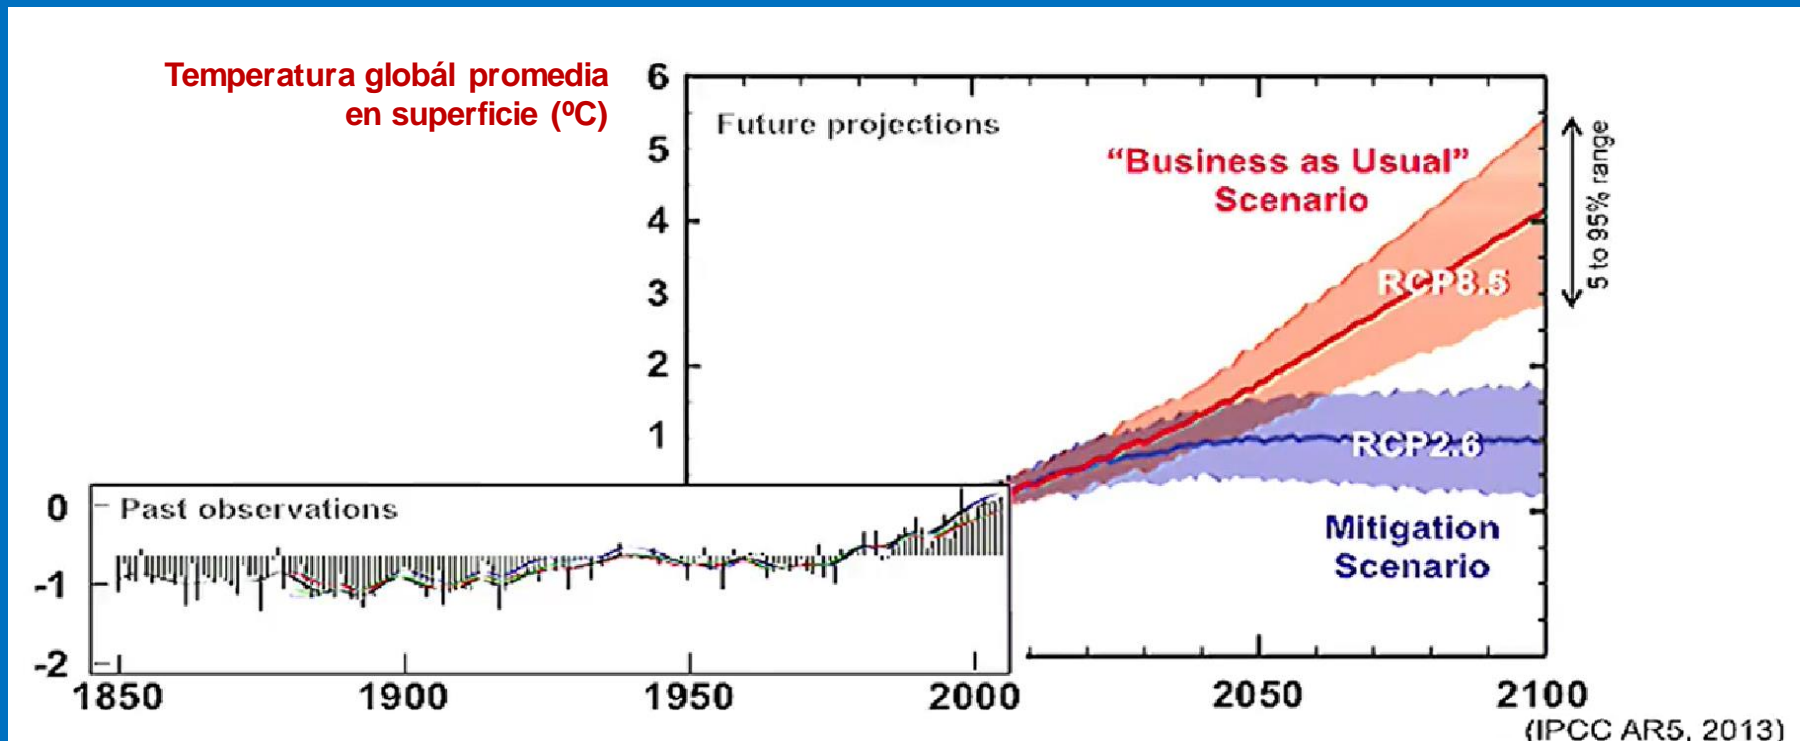 Temperatura globál promedia
en superficie (ºC)
6
5
4
3
2
1
0
-1
-2
Future projections
“Business as Usual”
Scenario
RCP8.5
5 to 95% range
RCP2.6
Mitigation
Scenario
Past observations
1850 1900 1950 2000 2050 2100
(IPCC AR5, 2013)